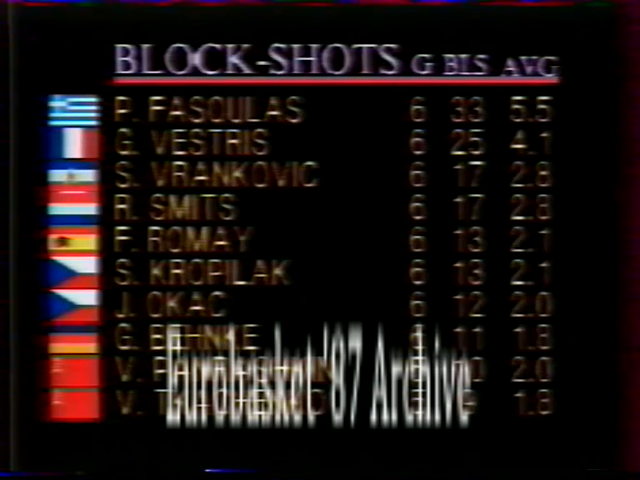 BLOCK-SHOTS G BLS AVG
P. FASOULAS 6 33 5.5
G. VESTRIS 6 25 4.1
S. VRANKOVIC 6 17 2.8
R. SMITS 6 17 2.8
F. ROMAY 6 13 2.1
S. KROPILAK 6 13 2.1
J. OKAC 6 12 2.0
G. BEHNKE 6 11 1.8
V. 2.0
V. 1.8
Eurobasket '87 Archive